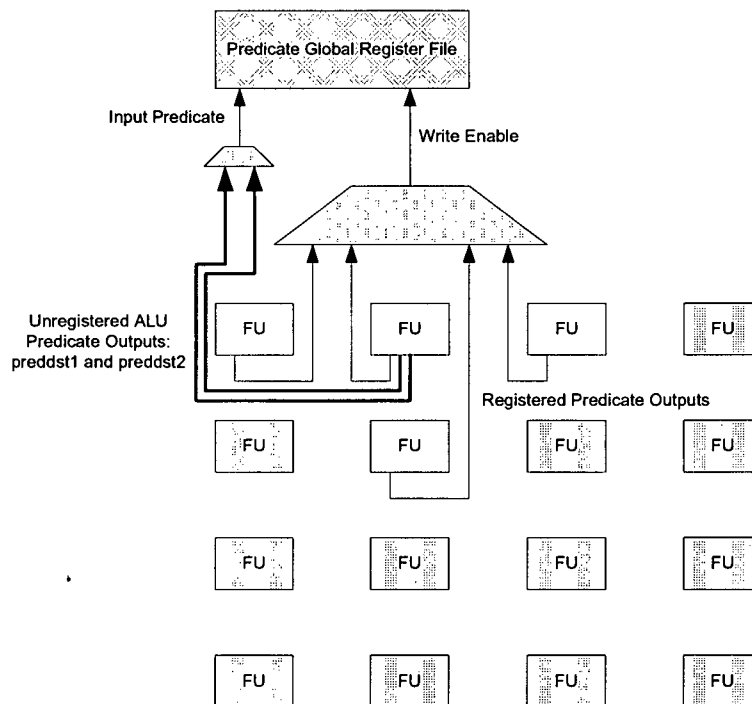 Predicate Global Register File
Input Predicate
Write Enable
Unregistered ALU
Predicate Outputs:
preddst1 and preddst2
FU
FU
FU
FU
Registered Predicate Outputs
FU
FU
FU
FU
FU
FU
FU
FU
FU
FU
FU
FU